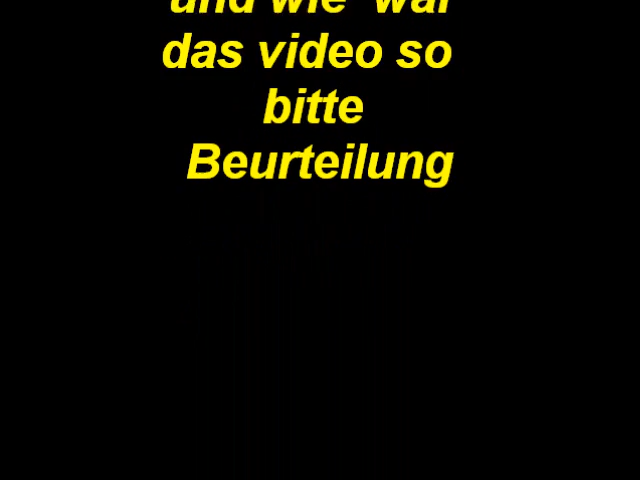 und wie war
das video so
bitte
Beurteilung